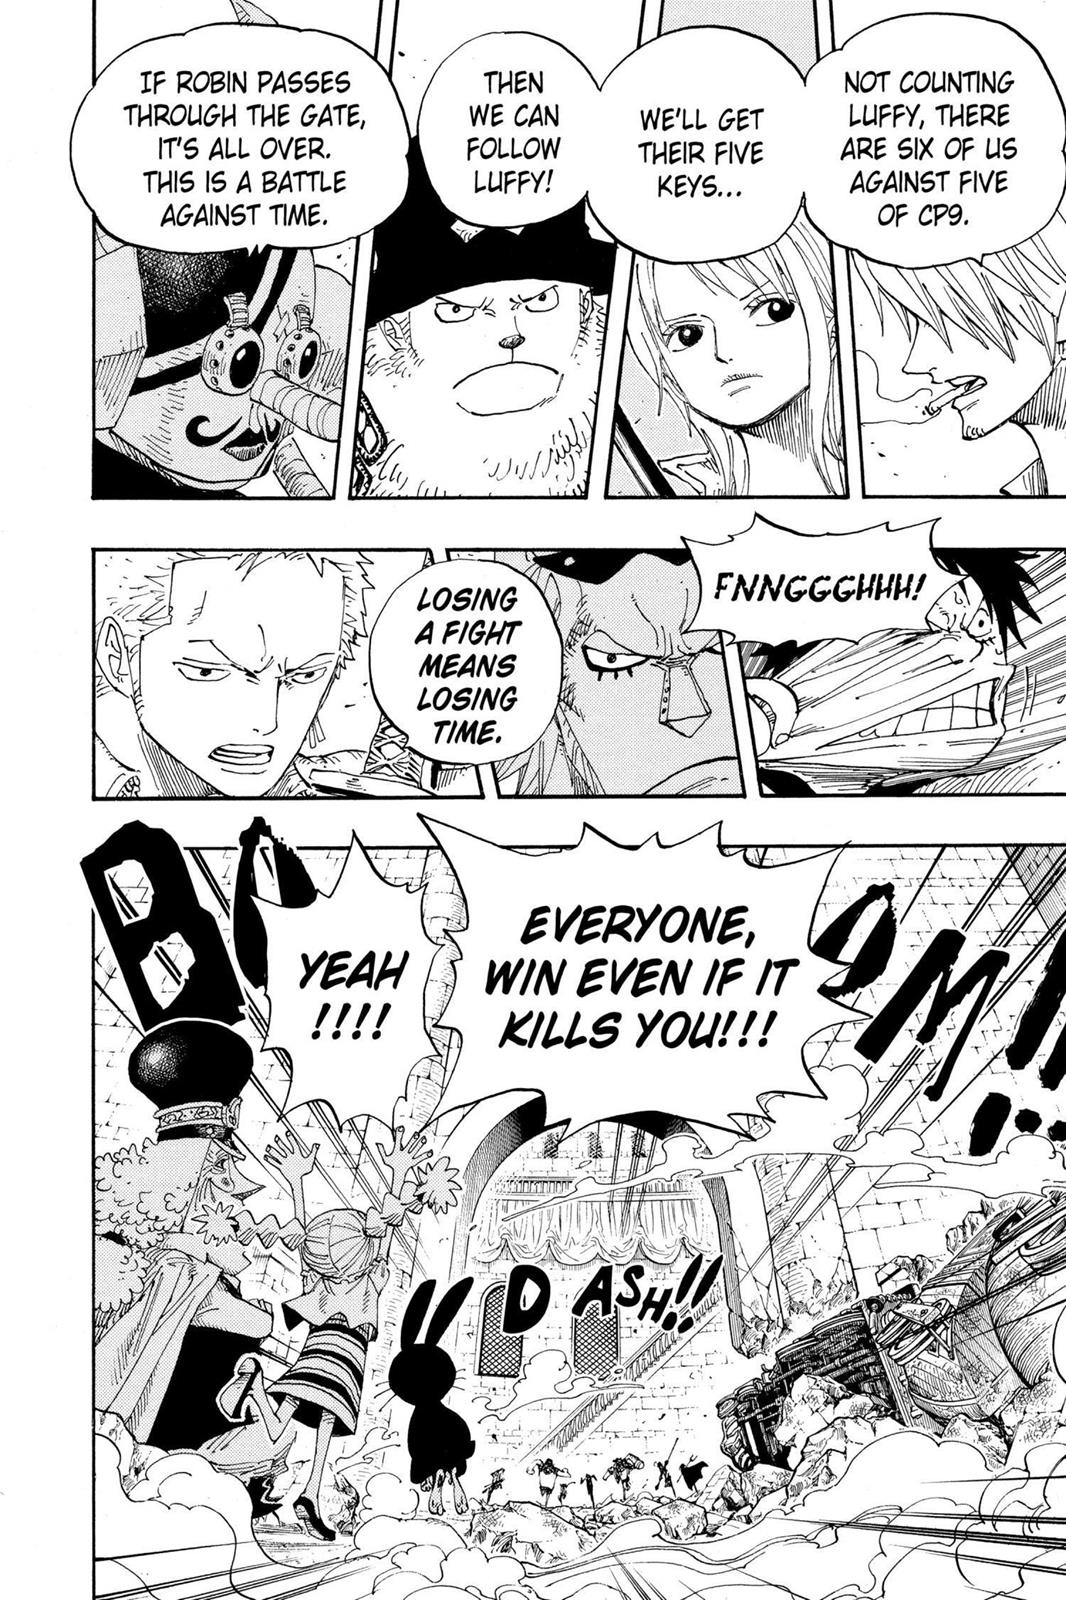 NOT COUNTING
LUFFY, THERE
ARE SIX OF US
AGAINST FIVE
OF CP9.
WE'LL GET
THEIR FIVE
KEYS...
THEN
WE CAN
FOLLOW
LUFFY!
IF ROBIN PASSES
THROUGH THE GATE,
IT'S ALL OVER.
THIS IS A BATTLE
AGAINST TIME.
FNNGGGHHH!
LOSING
A FIGHT
MEANS
LOSING
TIME.
BOOM!!
EVERYONE,
WIN EVEN IF IT
KILLS YOU!!!
YEAH
!!!!
DASH!!